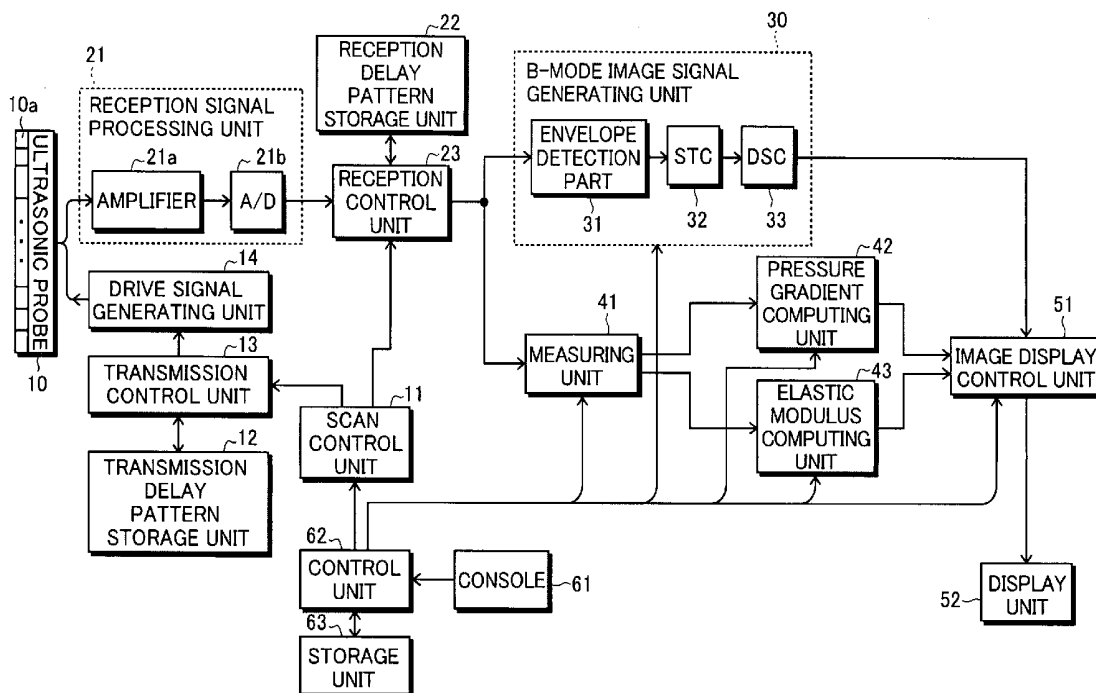 22
RECEPTION
DELAY
PATTERN
STORAGE UNIT
30
B-MODE IMAGE SIGNAL
GENERATING UNIT
ENVELOPE
DETECTION
PART
31
STC
32
DSC
33
21
RECEPTION SIGNAL
PROCESSING UNIT
21a
AMPLIFIER
21b
A/D
23
RECEPTION
CONTROL
UNIT
10a
ULTRASONIC PROBE
10
14
DRIVE SIGNAL
GENERATING UNIT
13
TRANSMISSION
CONTROL UNIT
12
TRANSMISSION
DELAY
PATTERN
STORAGE UNIT
11
SCAN
CONTROL
UNIT
41
MEASURING
UNIT
42
PRESSURE
GRADIENT
COMPUTING
UNIT
43
ELASTIC
MODULUS
COMPUTING
UNIT
51
IMAGE DISPLAY
CONTROL UNIT
62
CONTROL
UNIT
CONSOLE
61
63
STORAGE
UNIT
52
DISPLAY
UNIT